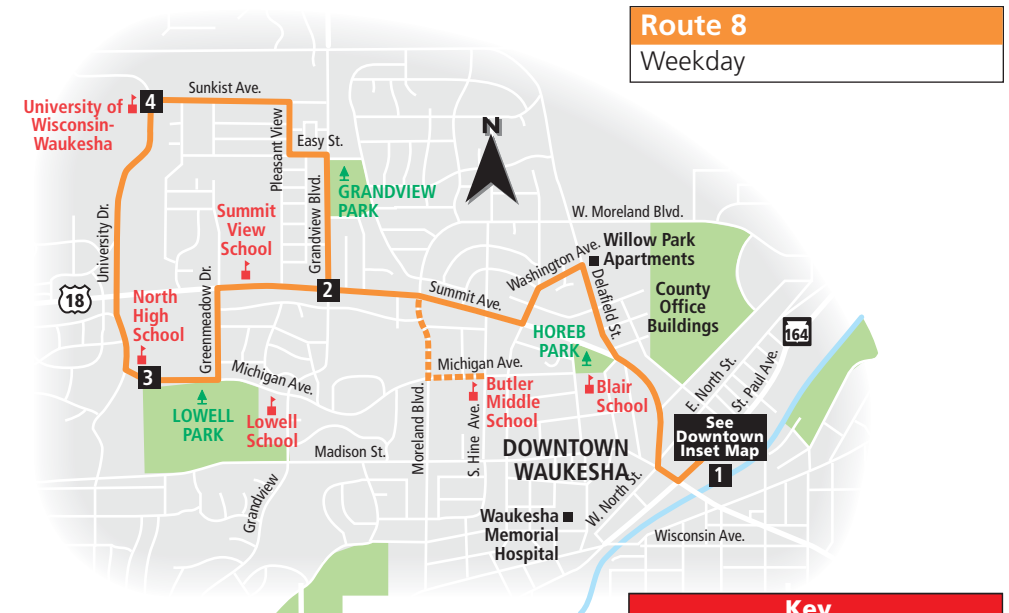 Route 8
Weekday
Sunkist Ave.
University of
Wisconsin-
Waukesha
4
Pleasant View
Easy St.
N
GRANDVIEW
PARK
Grandview Blvd.
Summit
View
School
University Dr.
W. Moreland Blvd.
Washington Ave.
Willow Park
Apartments
18
North
High
School
Greenmeadow Dr.
2
Summit Ave.
Delafield St.
County
Office
Buildings
164
HOREB
PARK
3
Michigan Ave.
Michigan Ave.
E. North St.
St. Paul Ave.
LOWELL
PARK
Lowell
School
Moreland Blvd.
S. Hine Ave.
Butler
Middle
School
Blair
School
See
Downtown
Inset Map
1
Madison St.
DOWNTOWN
WAUKESHA
Grandview
W. North St.
Waukesha
Memorial
Hospital
Wisconsin Ave.
Key